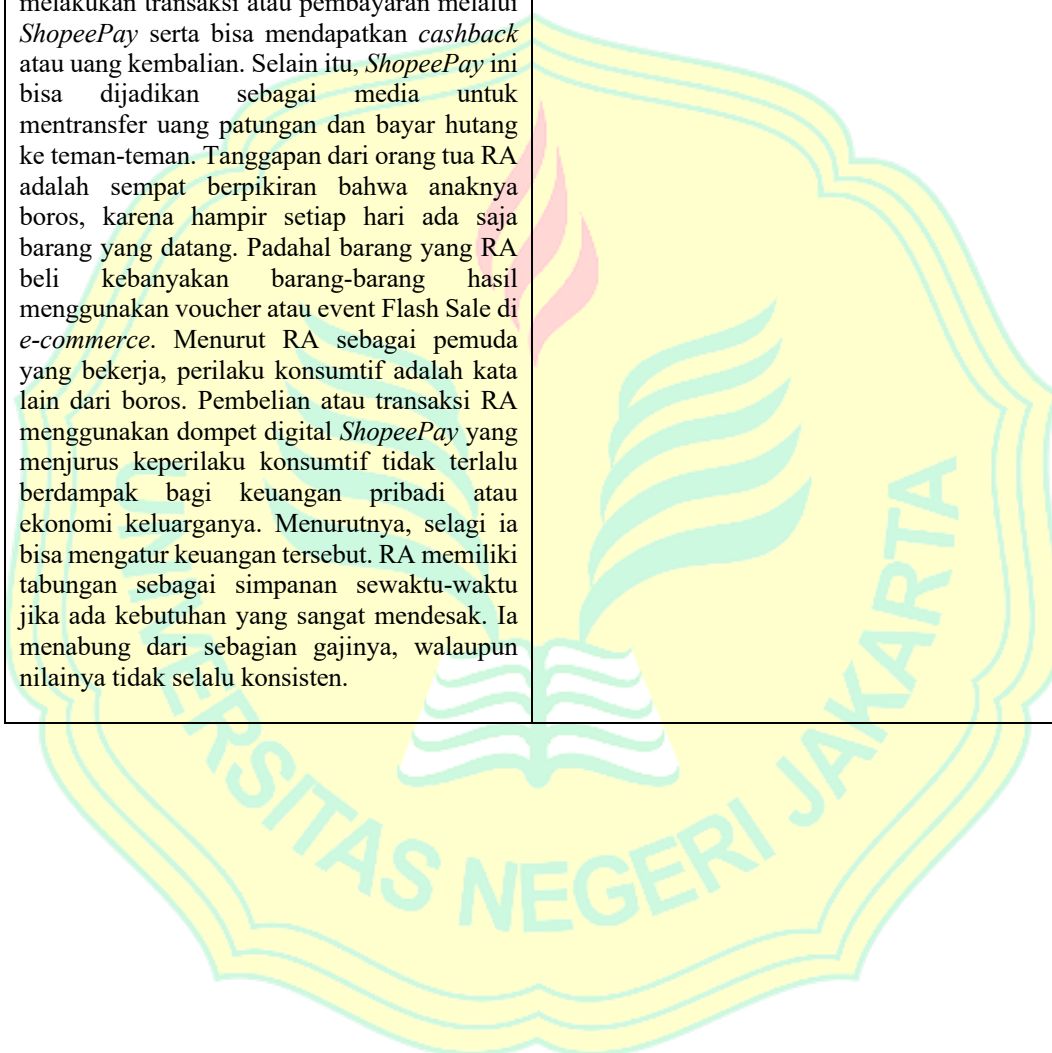 melakukan transaksi atau pembayaran melalui
ShopeePay serta bisa mendapatkan cashback
atau uang kembalian. Selain itu, ShopeePay ini
bisa dijadikan sebagai media untuk
mentransfer uang patungan dan bayar hutang
ke teman-teman. Tanggapan dari orang tua RA
adalah sempat berpikiran bahwa anaknya
boros, karena hampir setiap hari ada saja
barang yang datang. Padahal barang yang RA
beli kebanyakan barang-barang hasil
menggunakan voucher atau event Flash Sale di
e-commerce. Menurut RA sebagai pemuda
yang bekerja, perilaku konsumtif adalah kata
lain dari boros. Pembelian atau transaksi RA
menggunakan dompet digital ShopeePay yang
menjurus keperilaku konsumtif tidak terlalu
berdampak bagi keuangan pribadi atau
ekonomi keluarganya. Menurutnya, selagi ia
bisa mengatur keuangan tersebut. RA memiliki
tabungan sebagai simpanan sewaktu-waktu
jika ada kebutuhan yang sangat mendesak. Ia
menabung dari sebagian gajinya, walaupun
nilainya tidak selalu konsisten.
UNIVERSITAS NEGERI JAKARTA